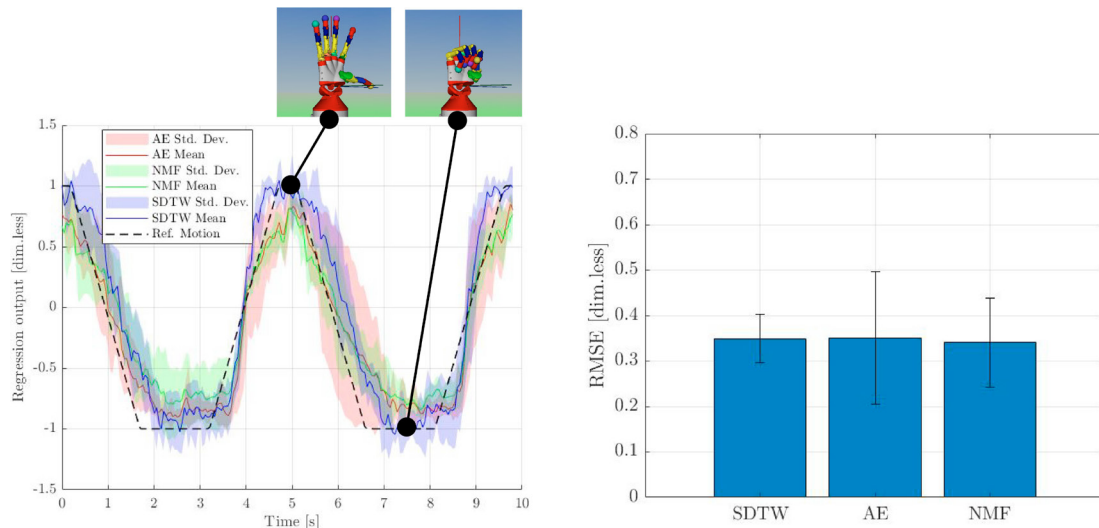 1.5
1
0.5
0
-0.5
-1
-1.5
Regression output [dim.less]
AE Std. Dev.
AE Mean
NMF Std. Dev.
NMF Mean
SDTW Std. Dev.
SDTW Mean
Ref. Motion
0 1 2 3 4 5 6 7 8 9 10
Time [s]
0.8
0.7
0.6
0.5
0.4
0.3
0.2
0.1
0
RMSE [dim.less]
SDTW AE NMF